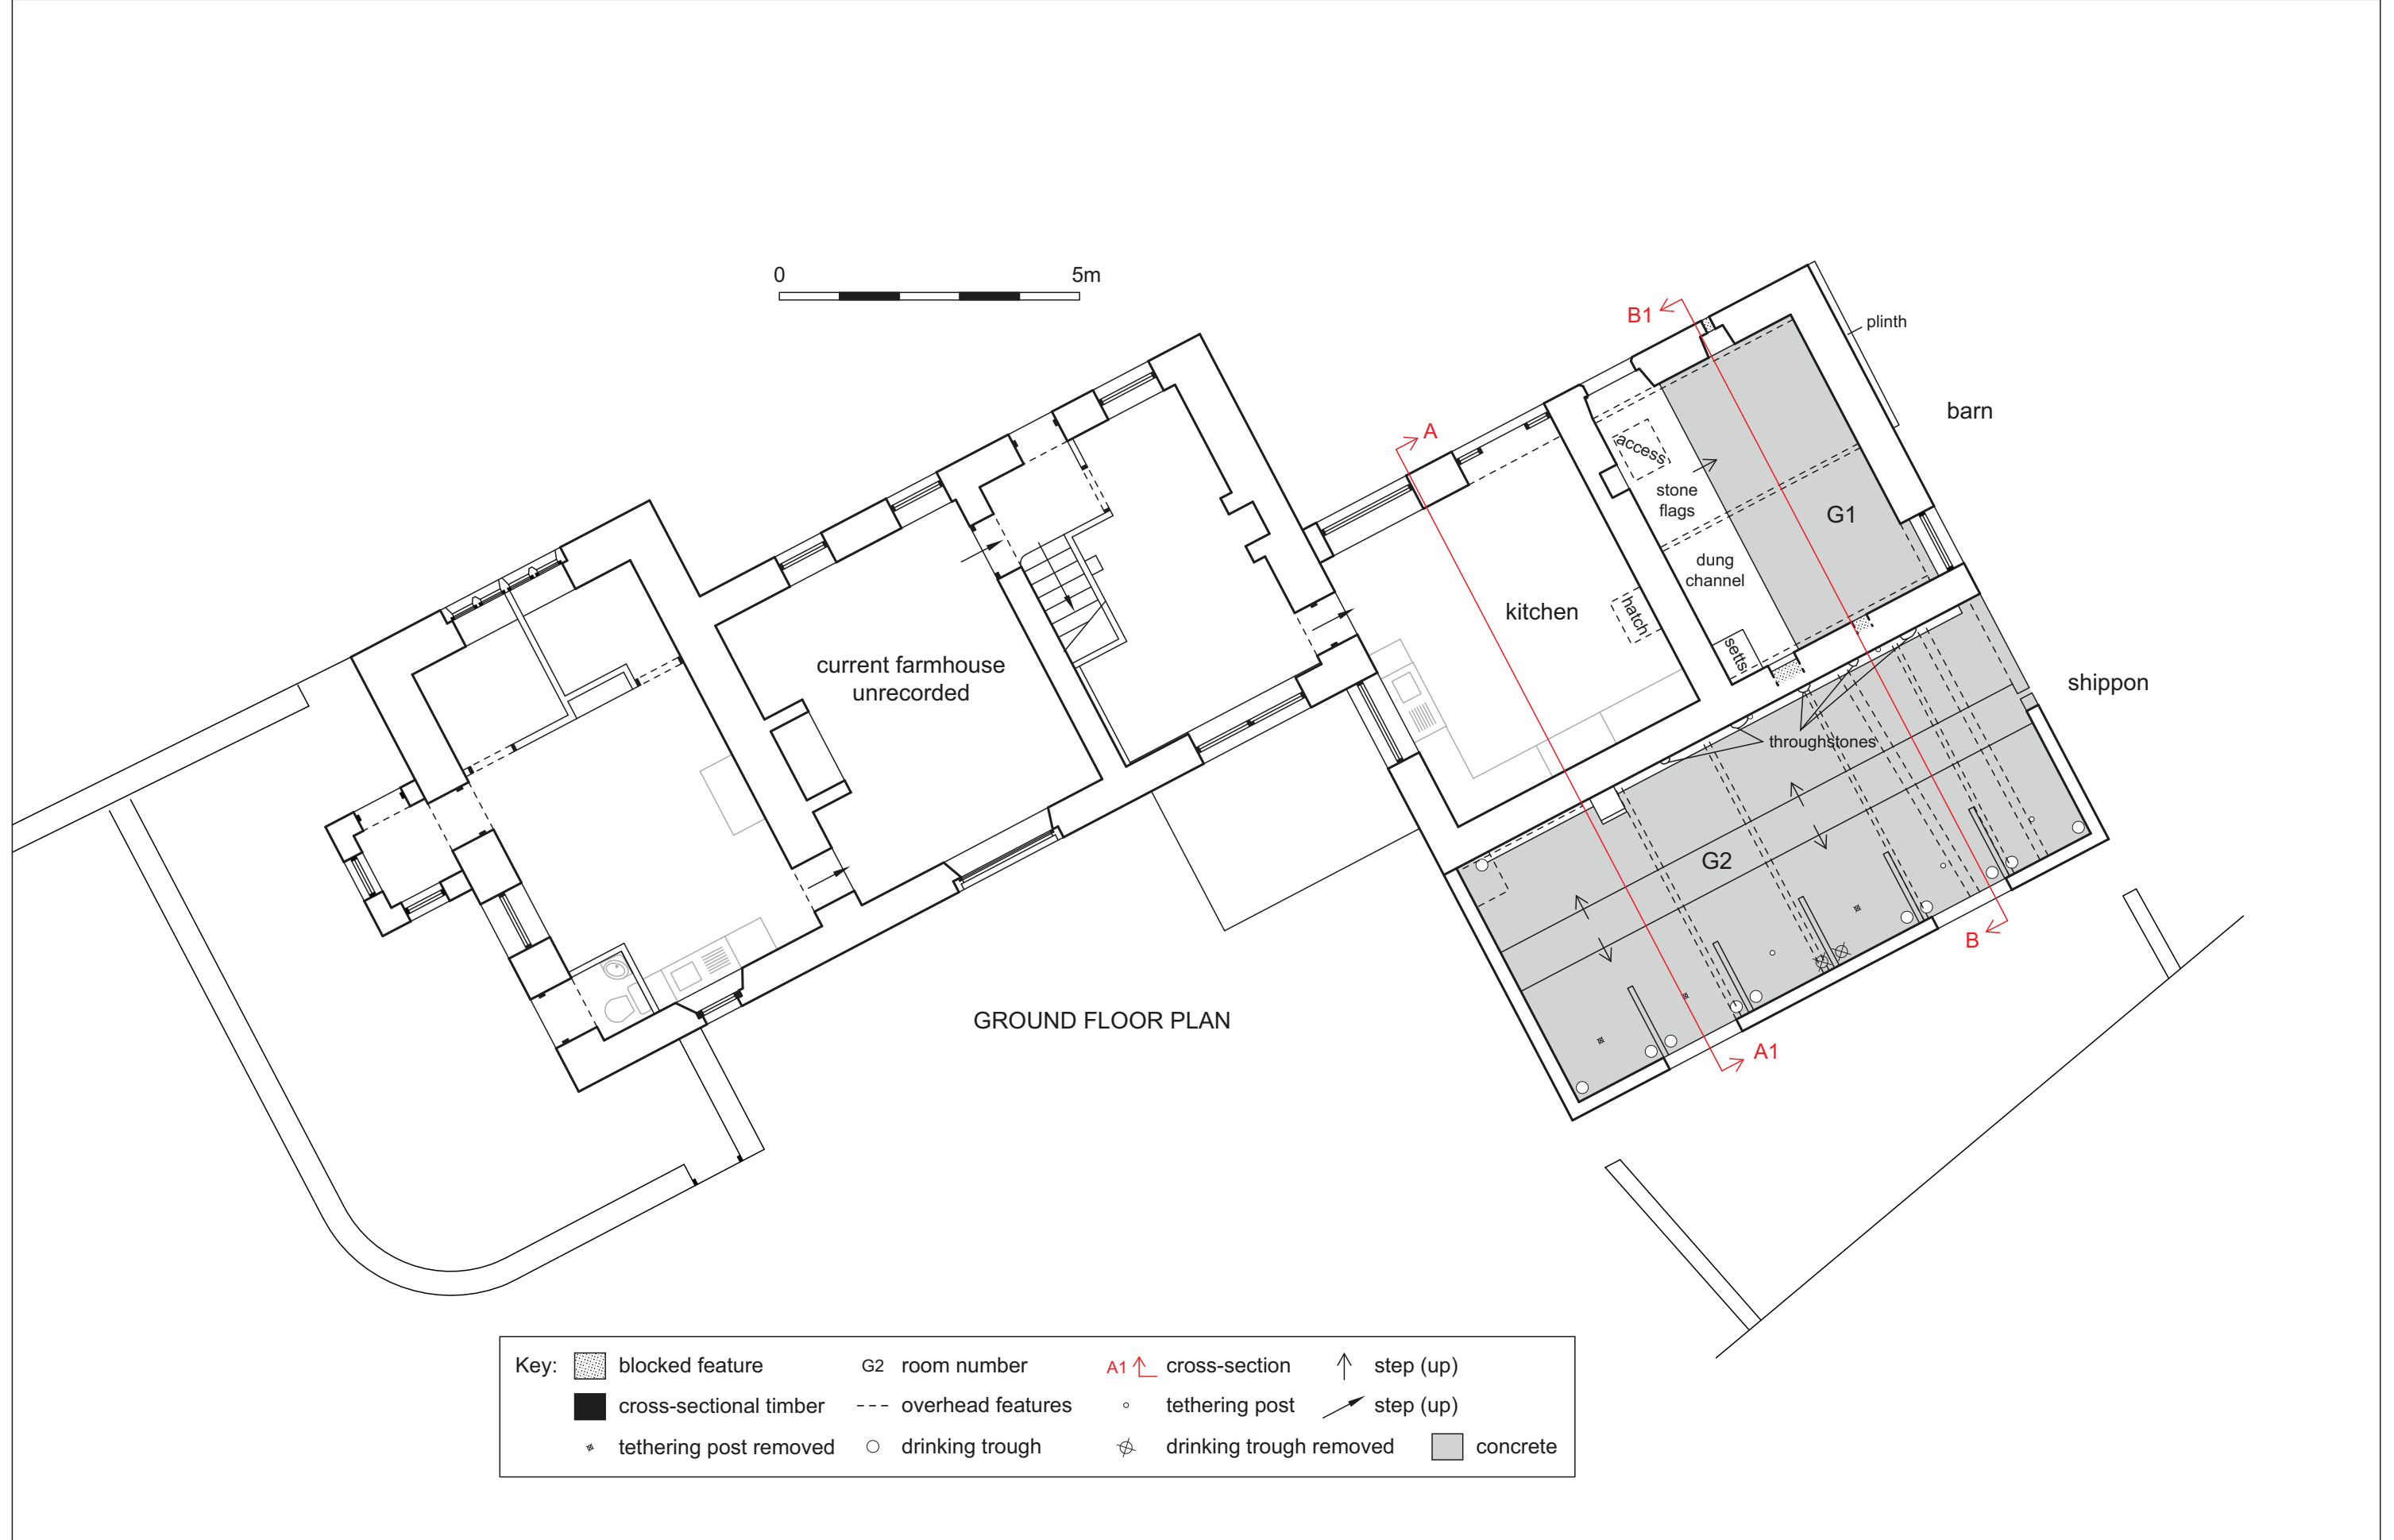 0 5m
B1
plinth
barn
A
access
stone
flags
G1
dung
channel
kitchen
hatch
setts
current farmhouse
unrecorded
shippon
throughstones
G2
B
GROUND FLOOR PLAN
A1
Key: blocked feature G2 room number A1 cross-section step (up)
cross-sectional timber overhead features tethering post step (up)
tethering post removed drinking trough drinking trough removed concrete